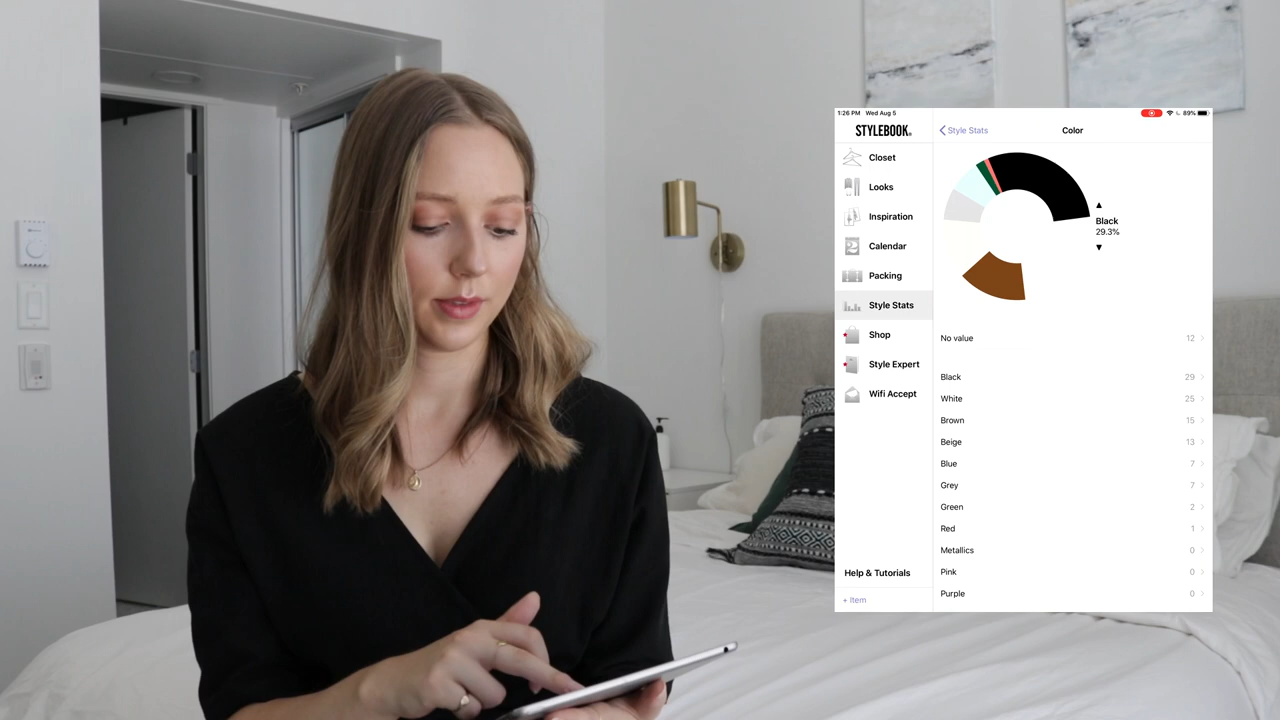 1:26 PM Wed Aug 5
89%
STYLEBOOK
Style Stats
Color
Closet
Looks
Inspiration
Calendar
Packing
Style Stats
Shop
Style Expert
Wifi Accept
Help & Tutorials
+ Item
Black
29.3%
No value 12
Black 29
White 25
Brown 15
Beige 13
Blue 7
Grey 7
Green 2
Red 1
Metallics 0
Pink 0
Purple 0